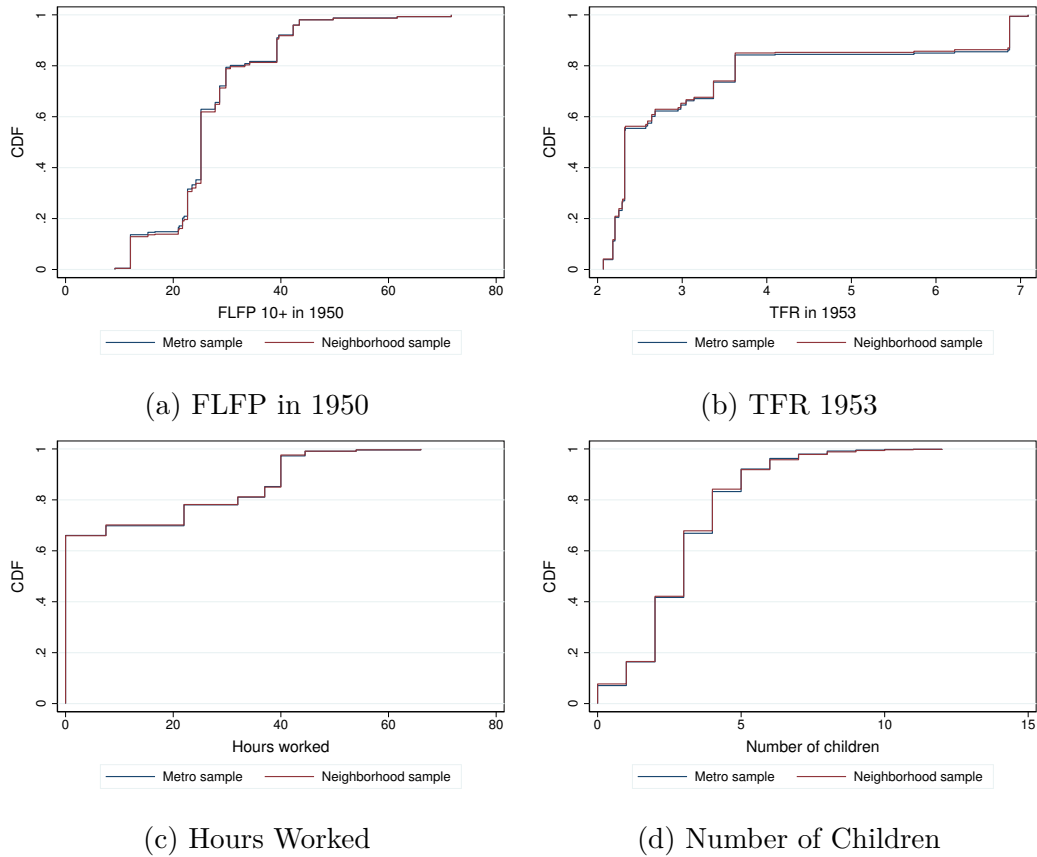 1
.8
.6
.4
.2
0
CDF
0 20 40 60 80
FLFP 10+ in 1950
Metro sample Neighborhood sample
(a) FLFP in 1950
1
.8
.6
.4
.2
0
CDF
2 3 4 5 6 7
TFR in 1953
Metro sample Neighborhood sample
(b) TFR 1953
1
.8
.6
.4
.2
0
CDF
0 20 40 60 80
Hours worked
Metro sample Neighborhood sample
(c) Hours Worked
1
.8
.6
.4
.2
0
CDF
0 5 10 15
Number of children
Metro sample Neighborhood sample
(d) Number of Children